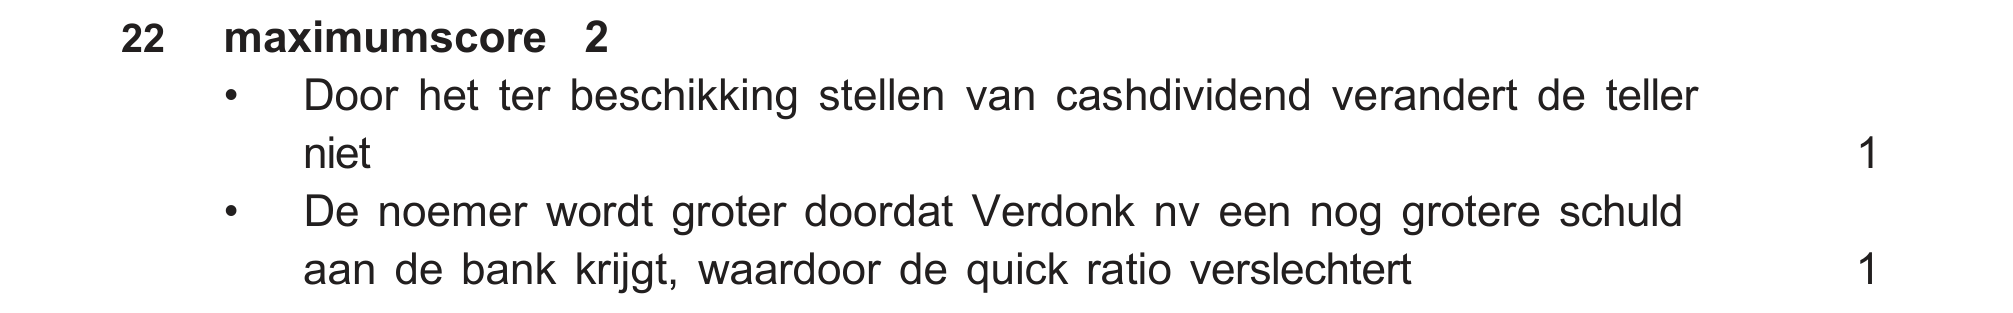 22 maximumscore 2
• Door het ter beschikking stellen van cashdividend verandert de teller
niet 1
• De noemer wordt groter doordat Verdonk nv een nog grotere schuld
aan de bank krijgt, waardoor de quick ratio verslechtert 1